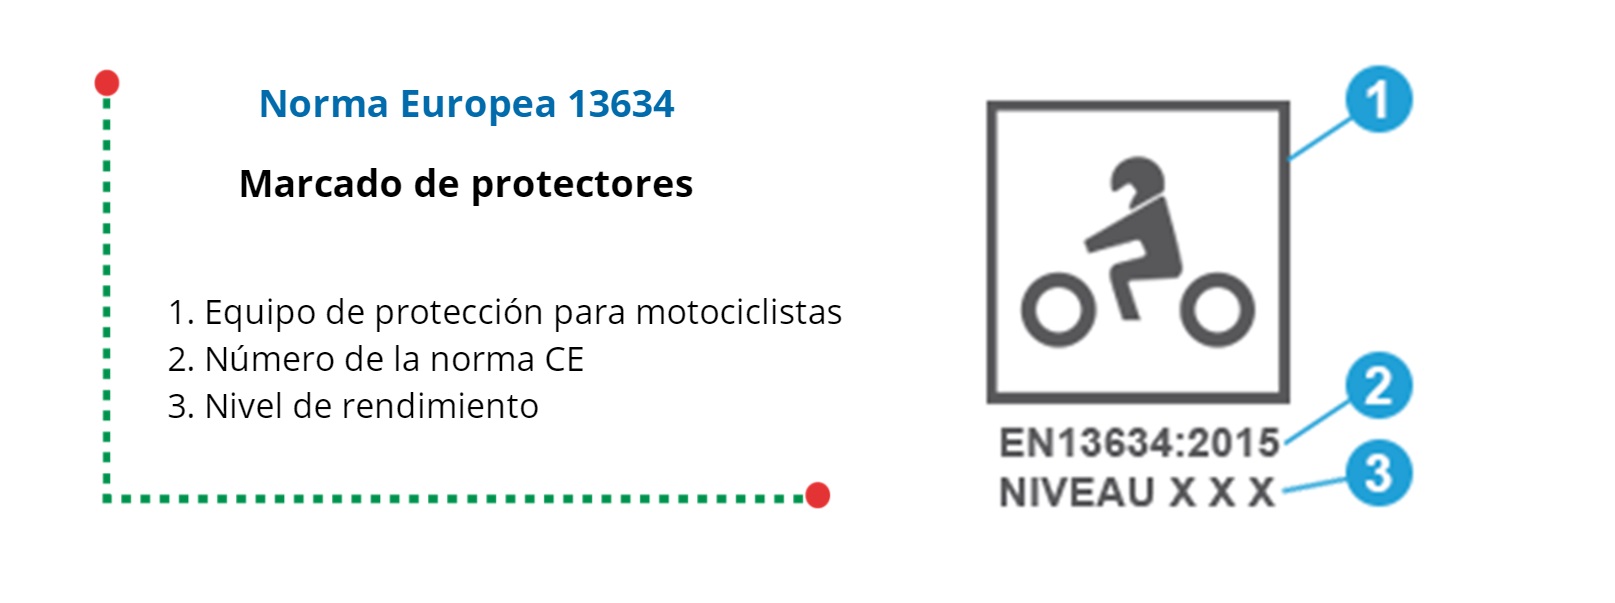 Norma Europea 13634
Marcado de protectores
1. Equipo de protección para motociclistas
2. Número de la norma CE
3. Nivel de rendimiento
1
2
EN13634:2015
3
NIVEAU X X X